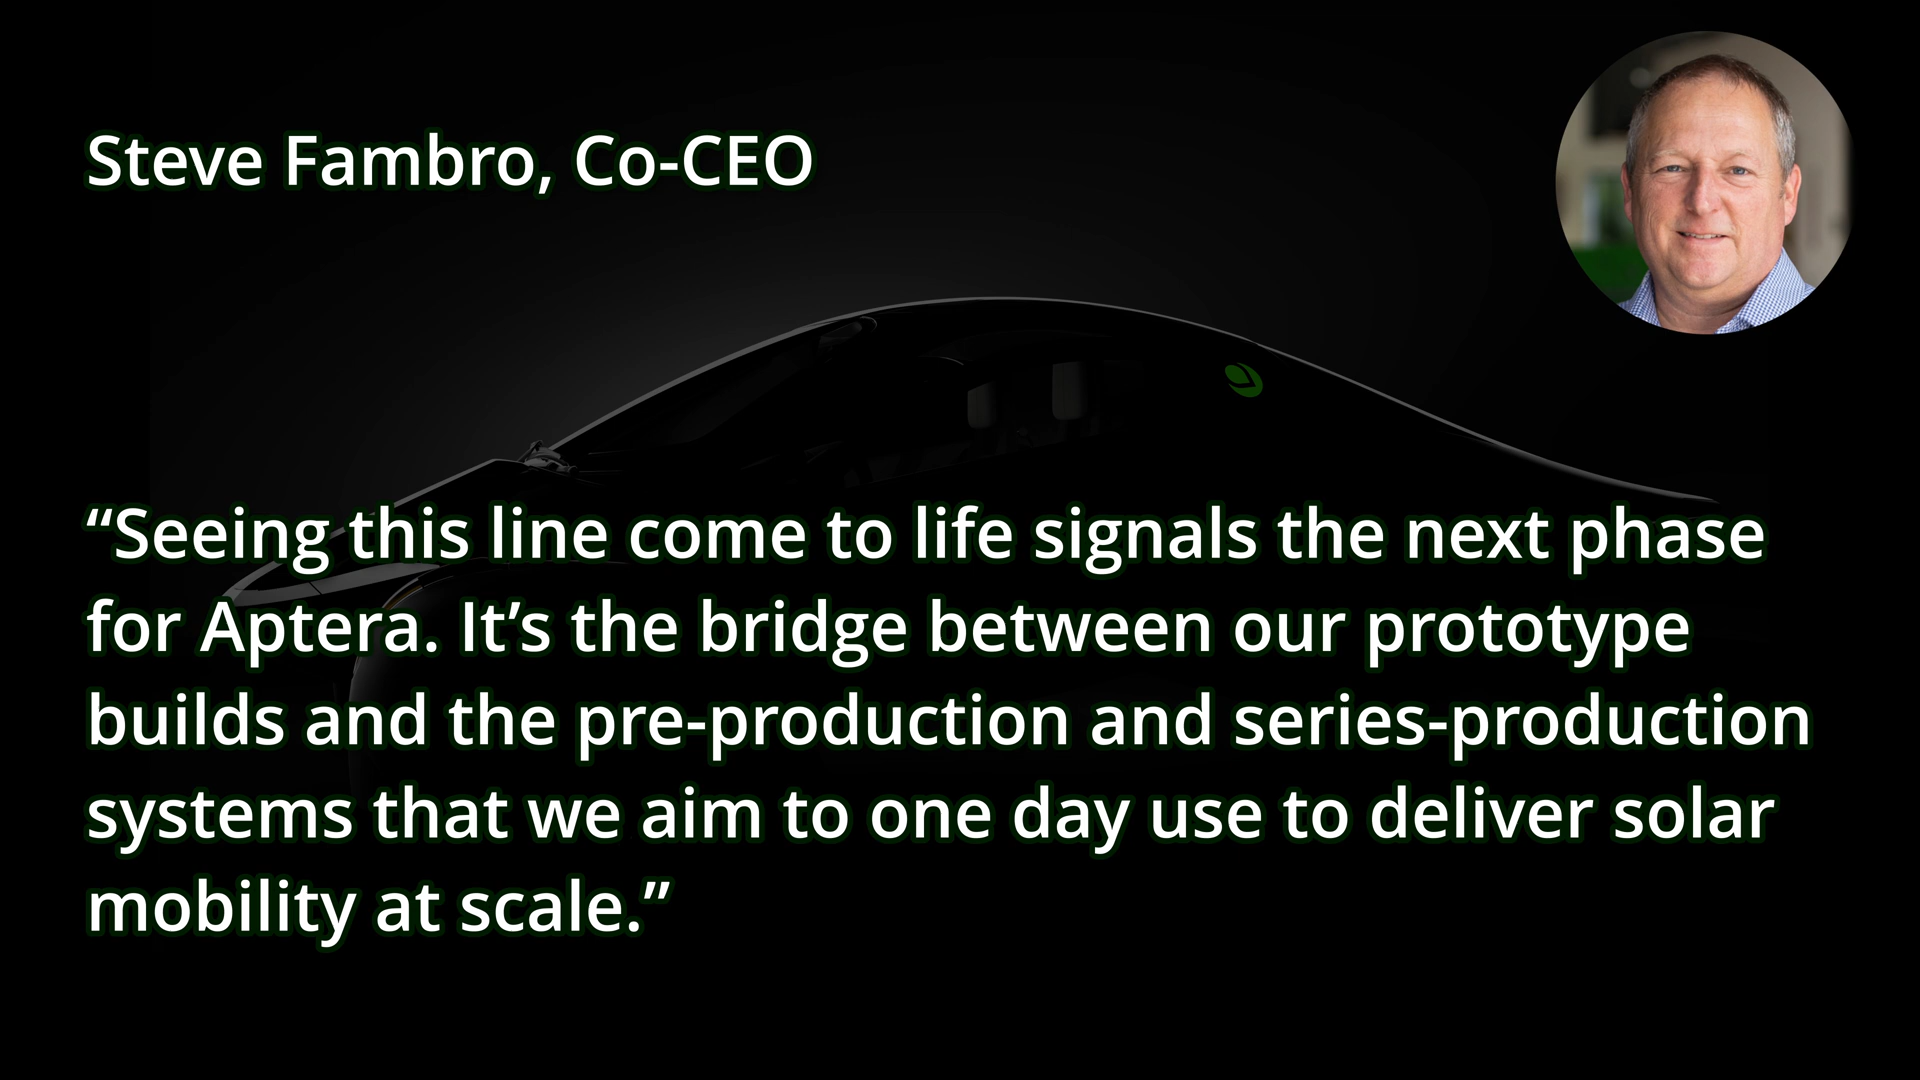 Steve Fambro, Co-CEO
“Seeing this line come to life signals the next phase
for Aptera. It’s the bridge between our prototype
builds and the pre-production and series-production
systems that we aim to one day use to deliver solar
mobility at scale.”